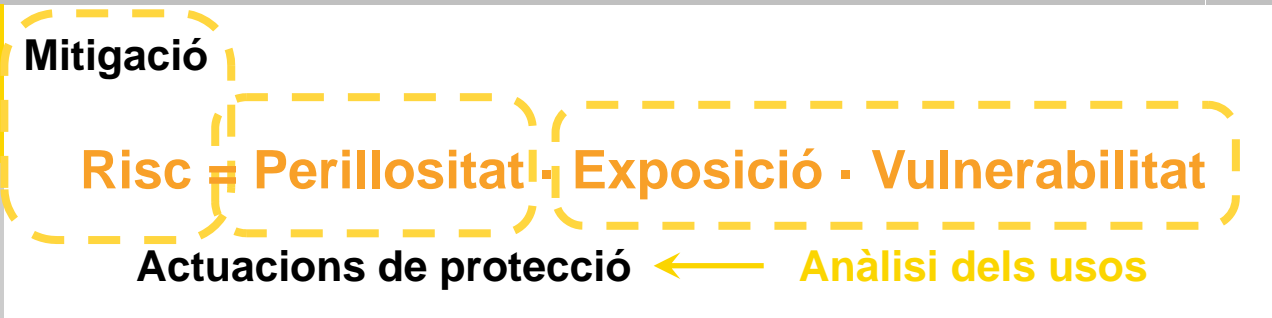 Mitigació
Risc = Perillositat · Exposició · Vulnerabilitat
Actuacions de protecció ← Anàlisi dels usos